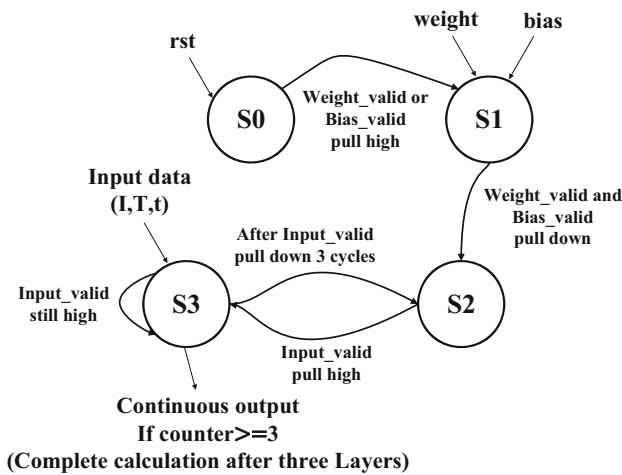 weight
bias
rst
S0
Weight_valid or
Bias_valid
pull high
S1
Input data
(I,T,t)
Weight_valid and
Bias_valid
pull down
After Input_valid
pull down 3 cycles
Input_valid
still high
S3
S2
Input_valid
pull high
Continuous output
If counter>=3
(Complete calculation after three Layers)